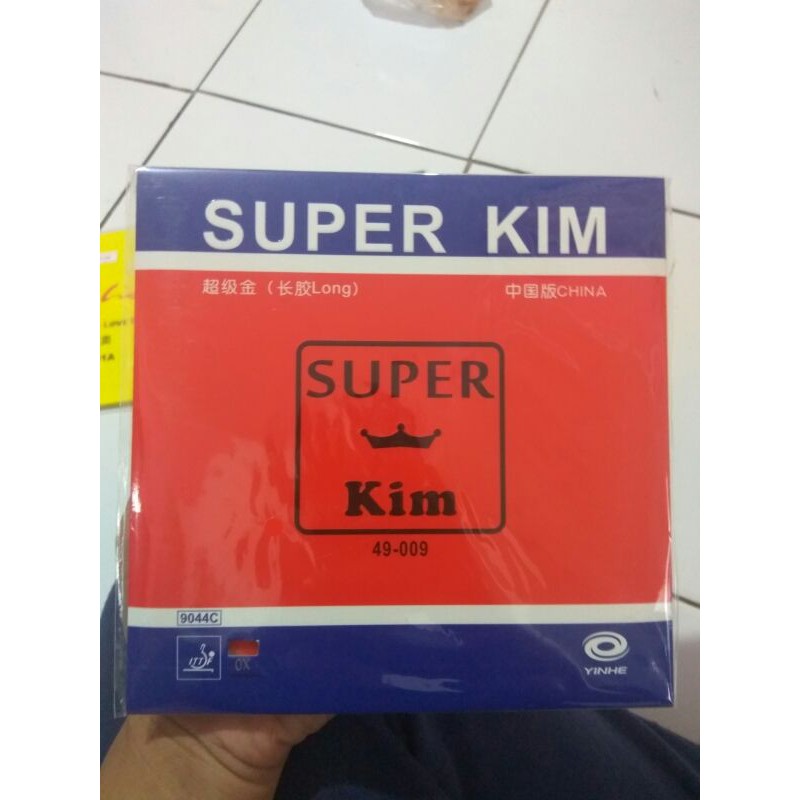 SUPER KIM
超级金（长胶Long） 中国版CHINA
SUPER
Kim
49-009
9044C
ITTF
OX
YINHE